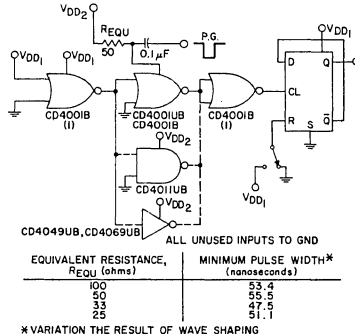 VDD2
REQU
50
0.1µF
P.G.
VDD1
VDD1
VDD1
D Q
CL
R Q
S
CD4001B
(1)
CD4001UB
CD4001B
CD4001B
(1)
VDD2
CD4011UB
VDD2
VDD1
CD4049UB, CD4069UB
ALL UNUSED INPUTS TO GND
EQUIVALENT RESISTANCE, MINIMUM PULSE WIDTH*
REQU (ohms) (nanoseconds)
100 53.4
50 55.5
33 47.5
25 51.1
*VARIATION THE RESULT OF WAVE SHAPING